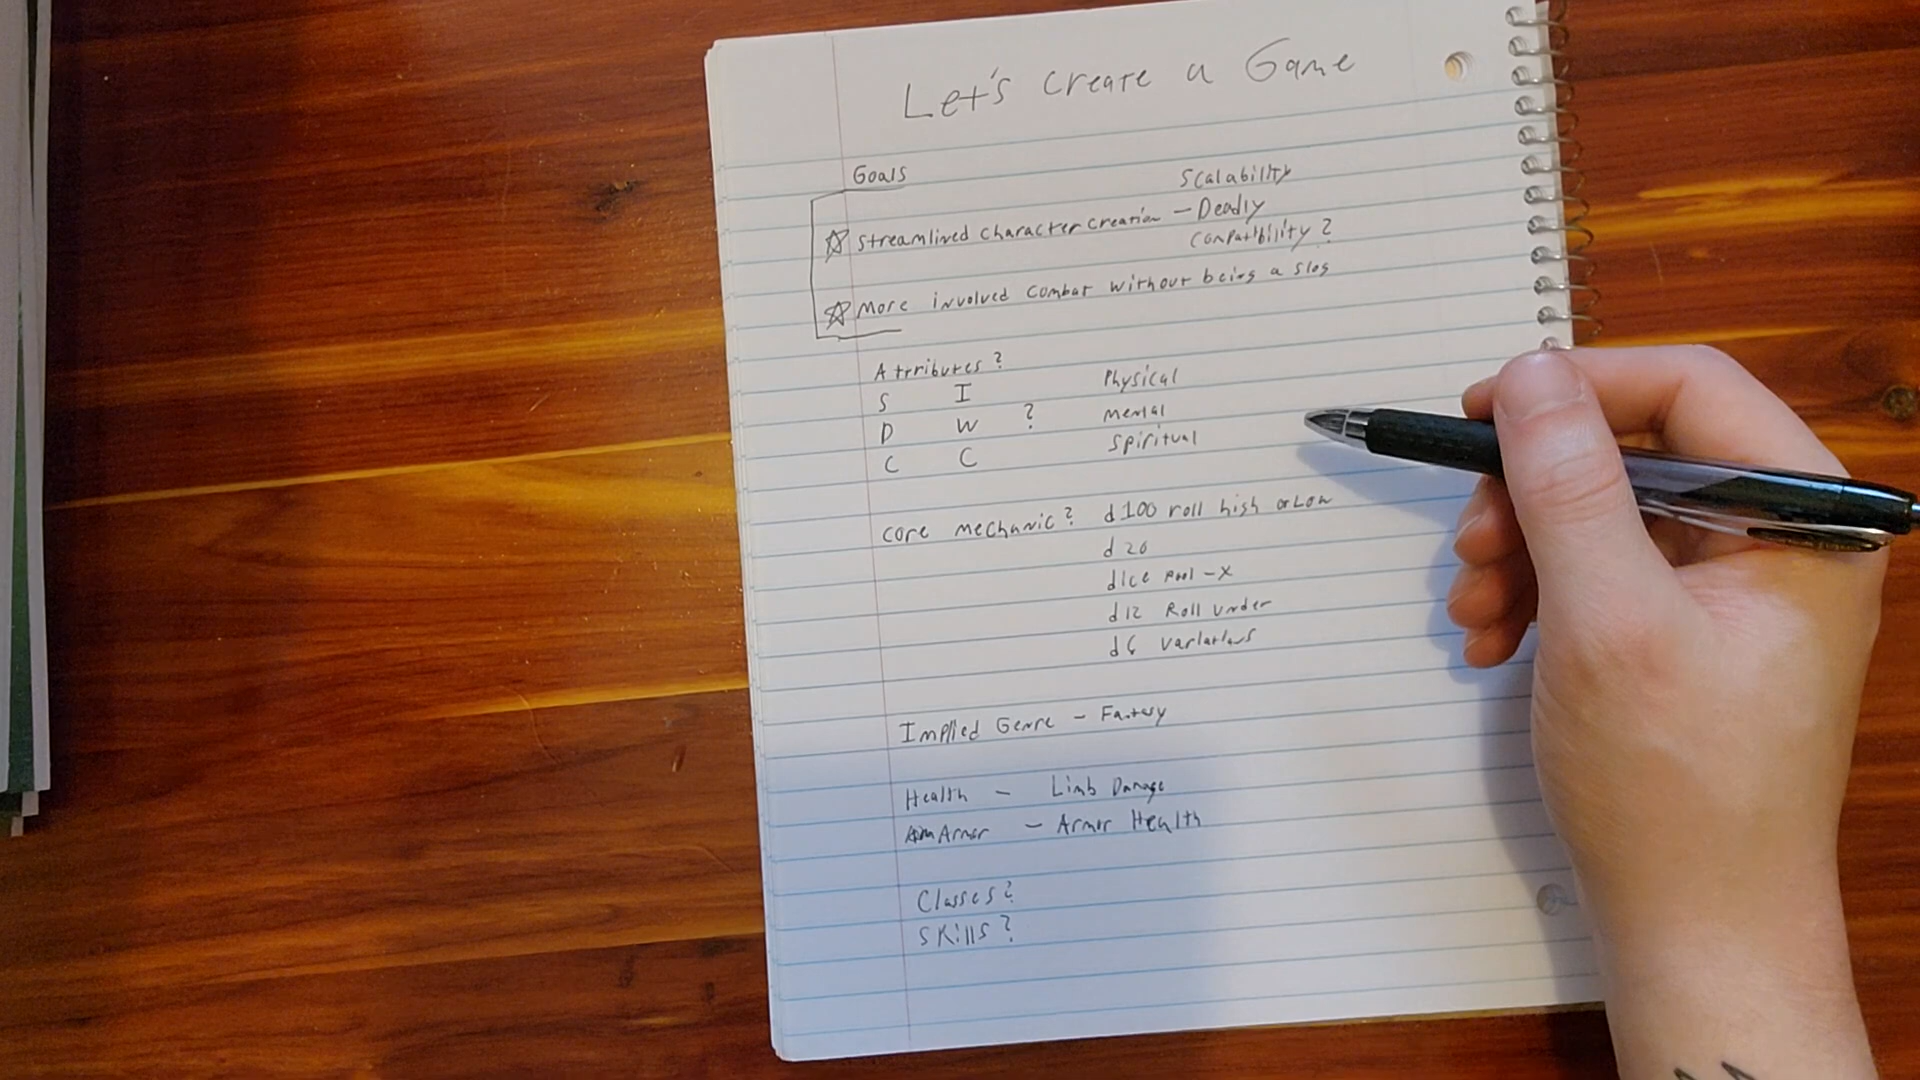 Let's create a Game
Goals
Scalability
☆ Streamlined character creation - Deadly
Compatibility?
☆ More involved combat without being a slog
Attributes?
S I Physical
D W ? mental
C C Spiritual
core mechanic? d100 roll high or Low
d20
dice pool - X
d12 Roll under
d6 variations
Implied Genre - Fantasy
Health - Limb Damage
Armor - Armor Health
Classes?
Skills?